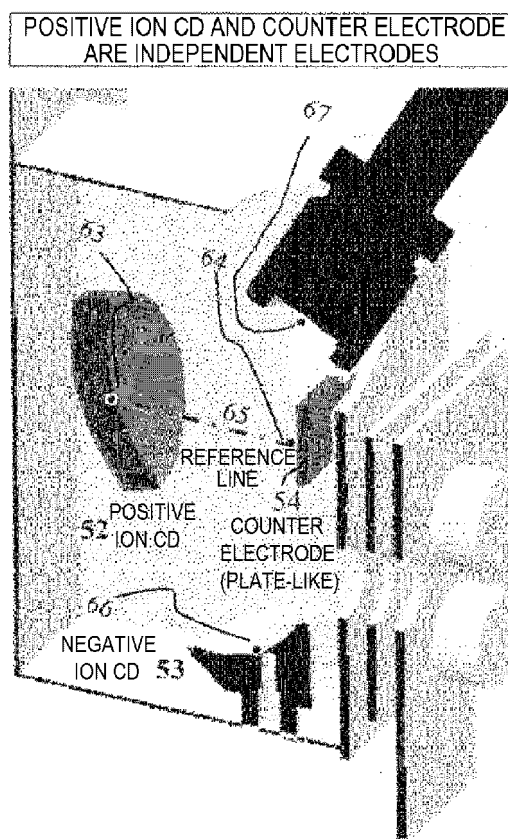 POSITIVE ION CD AND COUNTER ELECTRODE
ARE INDEPENDENT ELECTRODES
67
63
64
65
REFERENCE
LINE
54
52 POSITIVE
ION CD
COUNTER
ELECTRODE
(PLATE-LIKE)
66
NEGATIVE
ION CD 53